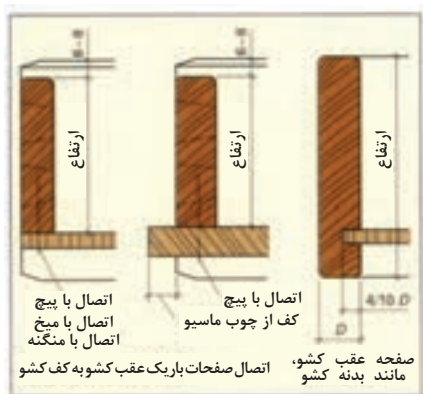 ارتفاع
ارتفاع
ارتفاع
4/10.D
D
اتصال با پیچ
کف از چوب ماسیو
اتصال با پیچ
اتصال با میخ
اتصال با منگنه
صفحه عقب کشو،
مانند بدنه کشو
اتصال صفحات باریک عقب کشو به کف کشو